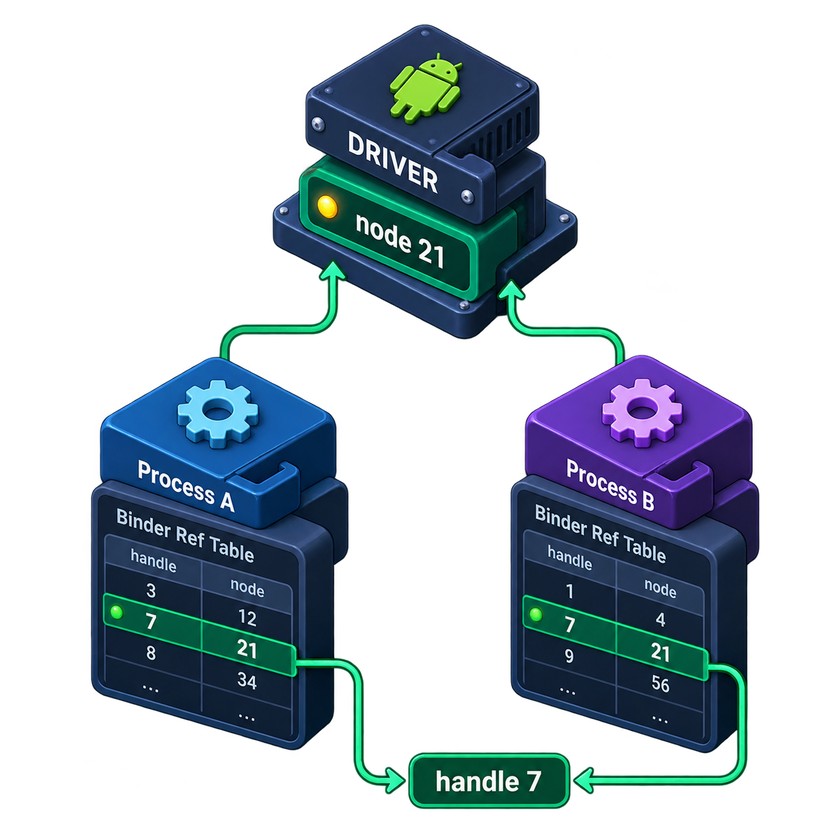 DRIVER
node 21
Process A
Binder Ref Table
handle node
3 12
7 21
8 34
... ...
Process B
Binder Ref Table
handle node
1 4
7 21
9 56
... ...
handle 7